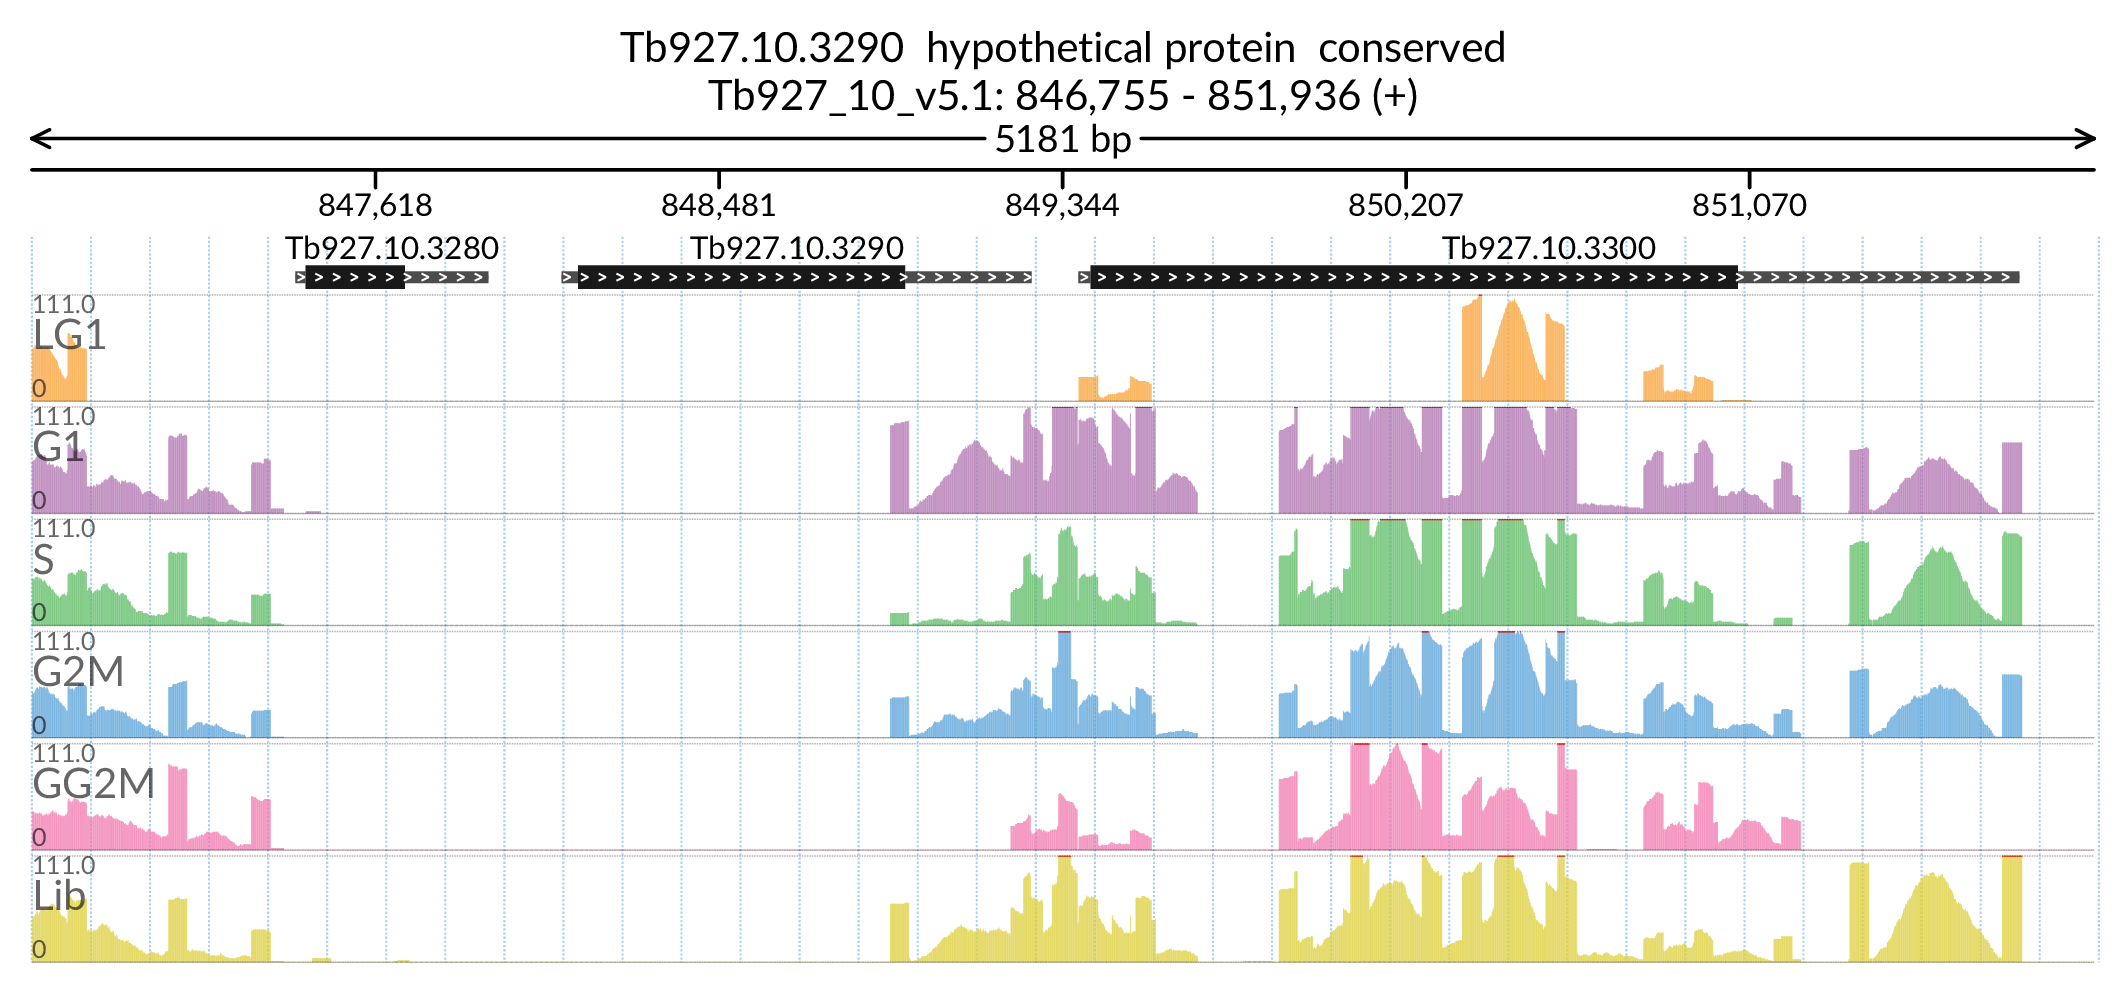 Tb927.10.3290  hypothetical protein  conserved
Tb927_10_v5.1: 846,755 - 851,936 (+)
5181 bp
847,618 848,481 849,344 850,207 851,070
Tb927.10.3280 Tb927.10.3290 Tb927.10.3300
111.0
LG1
0
111.0
G1
0
111.0
S
0
111.0
G2M
0
111.0
GG2M
0
111.0
Lib
0